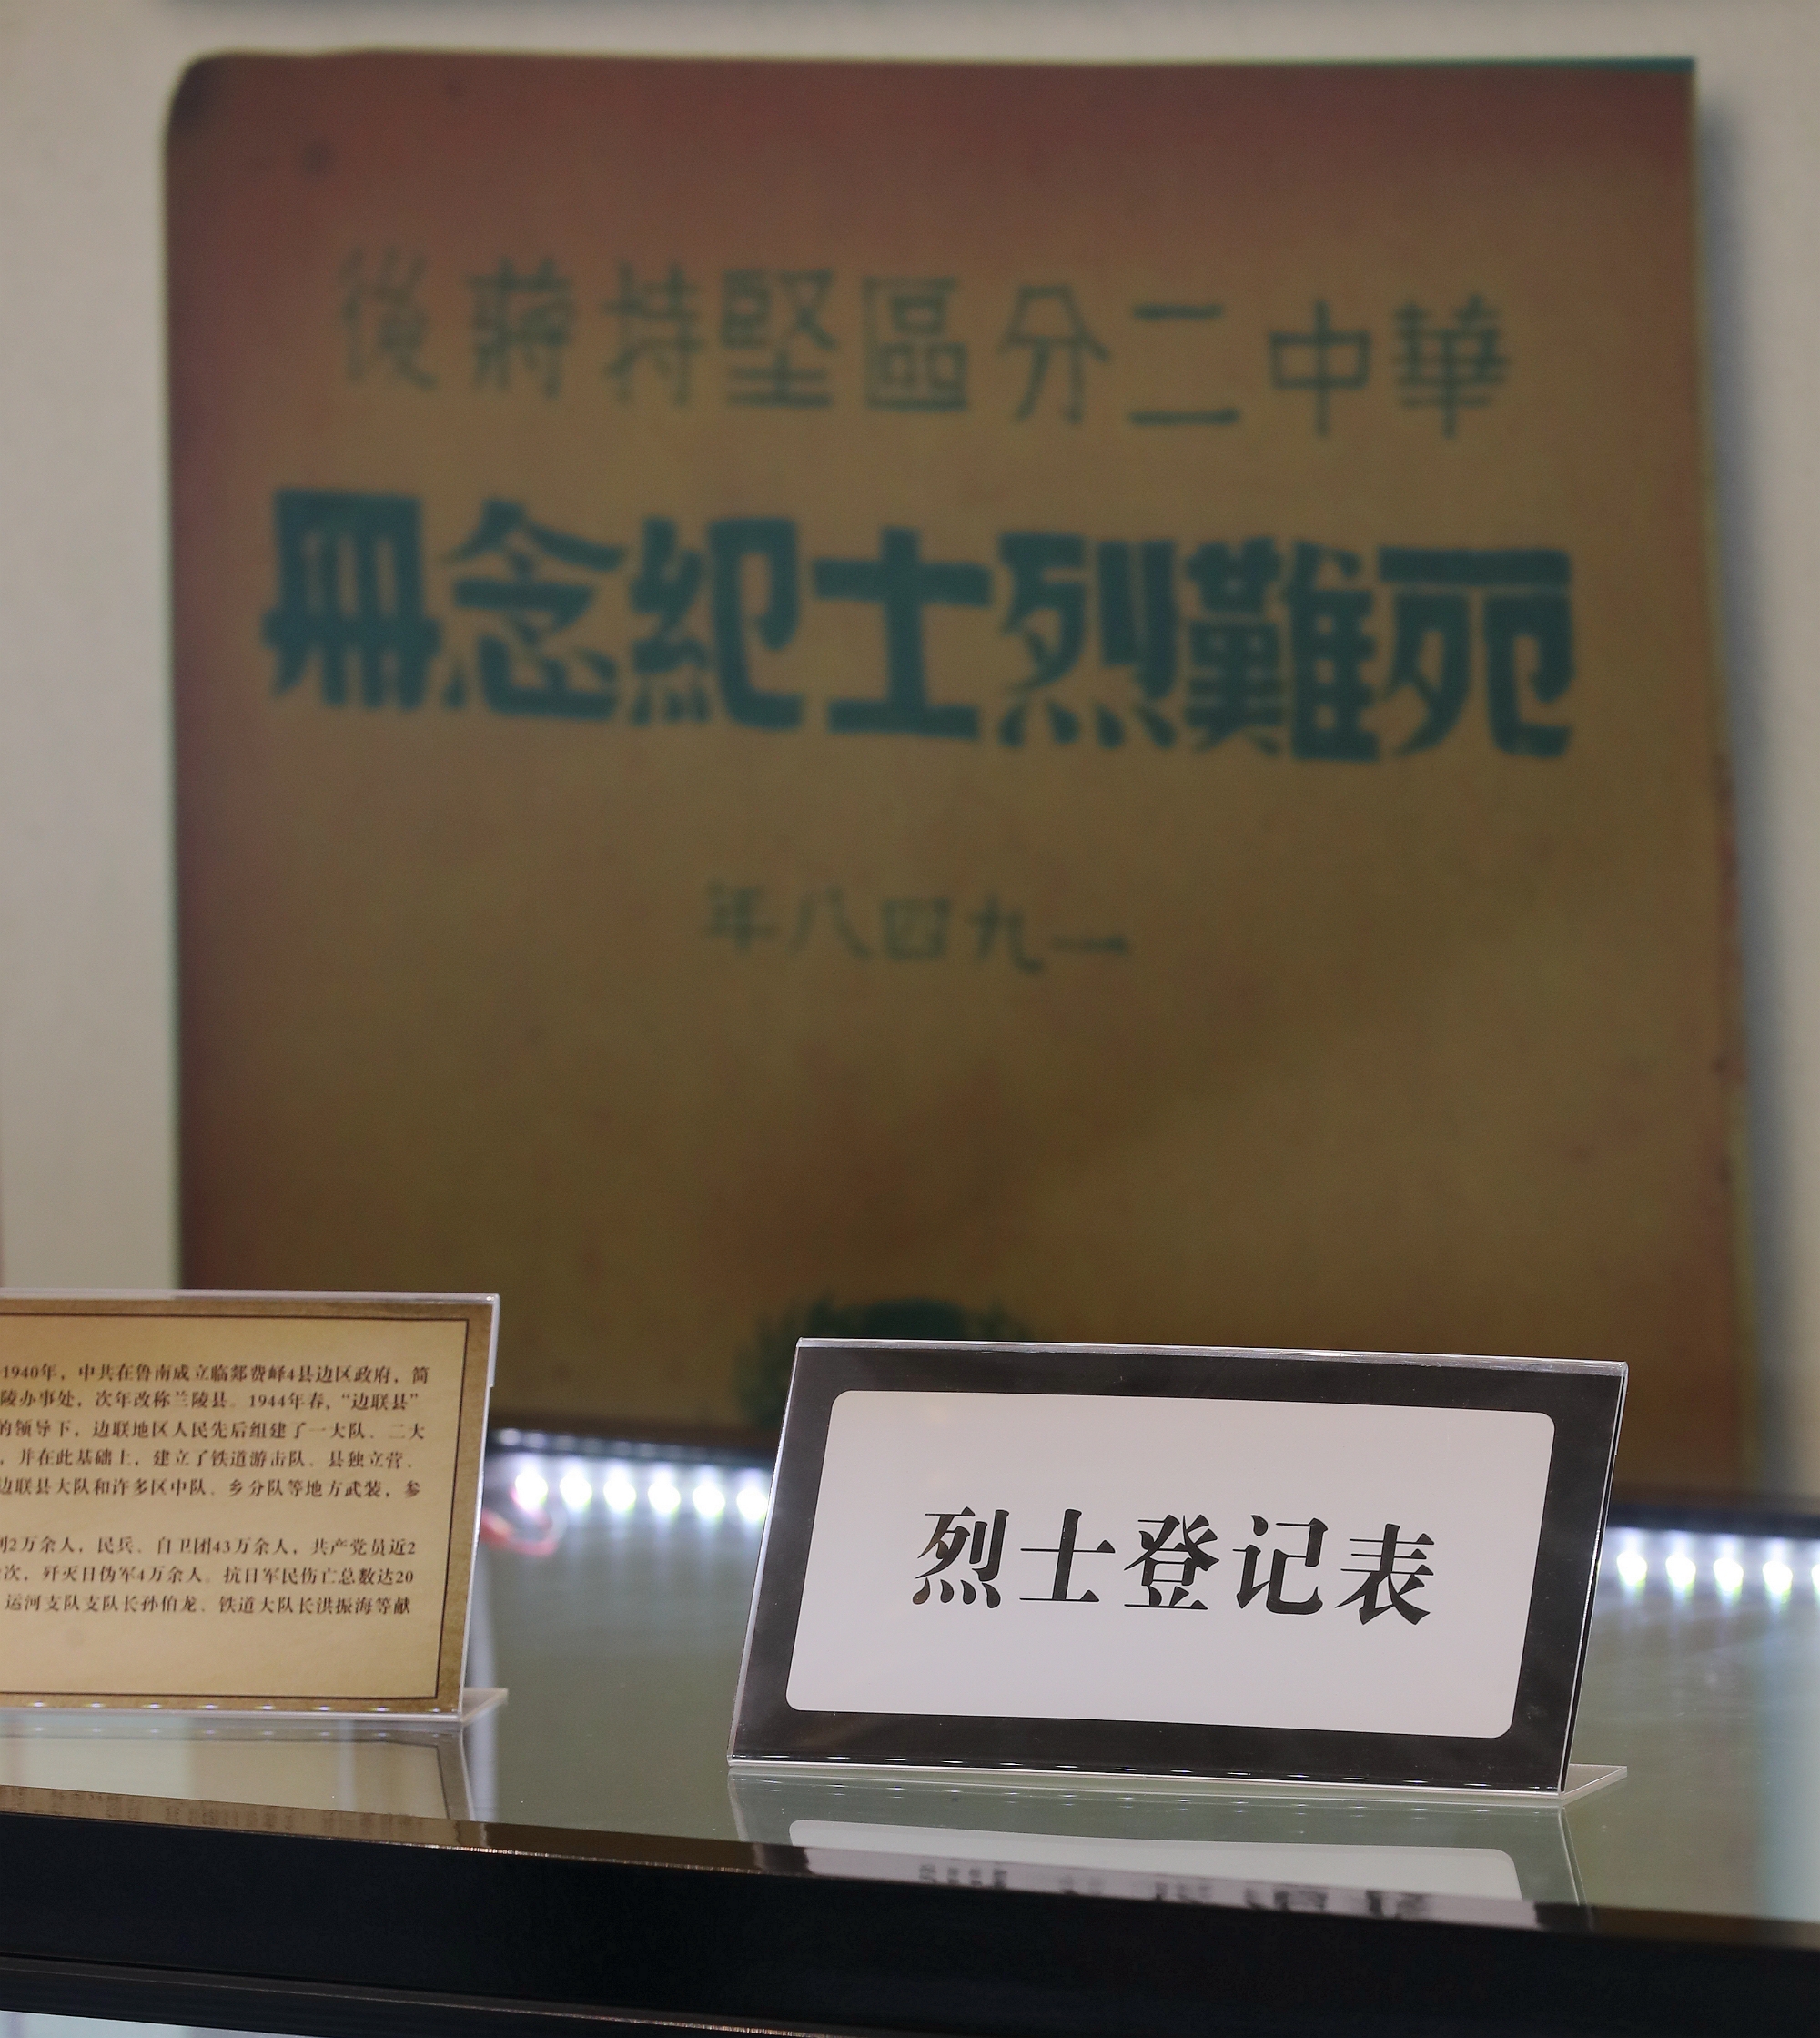 華中二分區堅持蔣後
死難烈士紀念冊
一九四八年
1940年，中共在鲁南成立临郯费峄4县边区政府，简
陵办事处，次年改称兰陵县。1944年春，“边联县”
的领导下，边联地区人民先后组建了一大队、二大
，并在此基础上，建立了铁道游击队、县独立营、
边联县大队和许多区中队、乡分队等地方武装，参
2万余人，民兵、自卫团43万余人，共产党员近2
次，歼灭日伪军4万余人。抗日军民伤亡总数达20
运河支队支队长孙伯龙、铁道大队长洪振海等献
烈士登记表